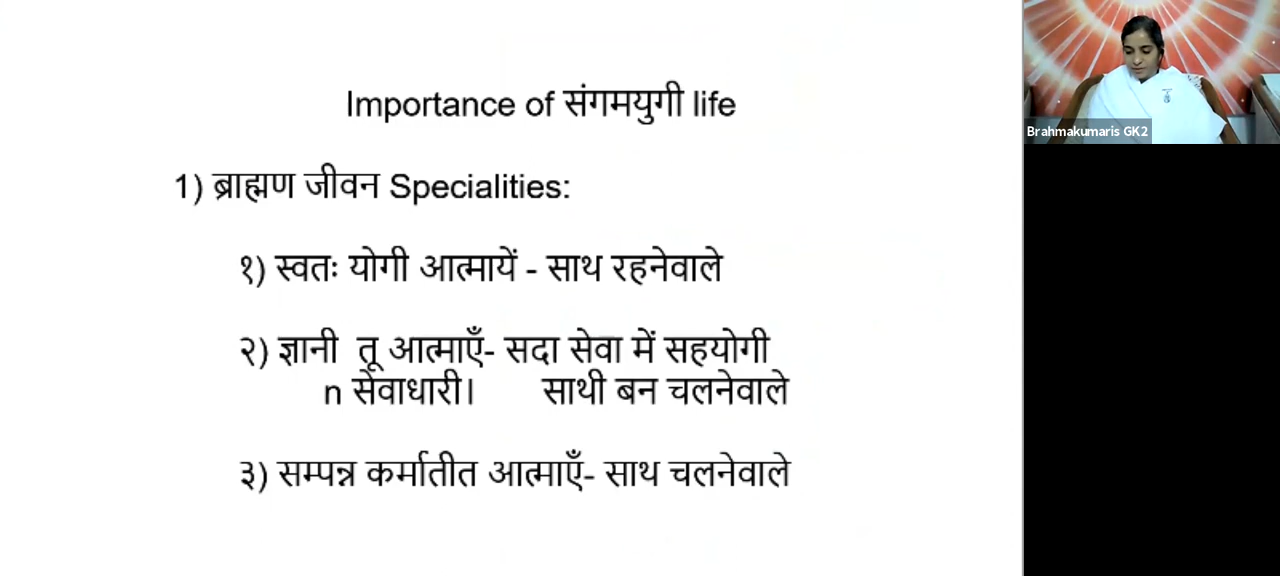 Importance of संगमयुगी life
1) ब्राह्मण जीवन Specialities:
१) स्वतः योगी आत्मायें - साथ रहनेवाले
२) ज्ञानी तू आत्माएँ- सदा सेवा में सहयोगी
n सेवाधारी। साथी बन चलनेवाले
३) सम्पन्न कर्मातीत आत्माएँ- साथ चलनेवाले
Brahmakumaris GK2